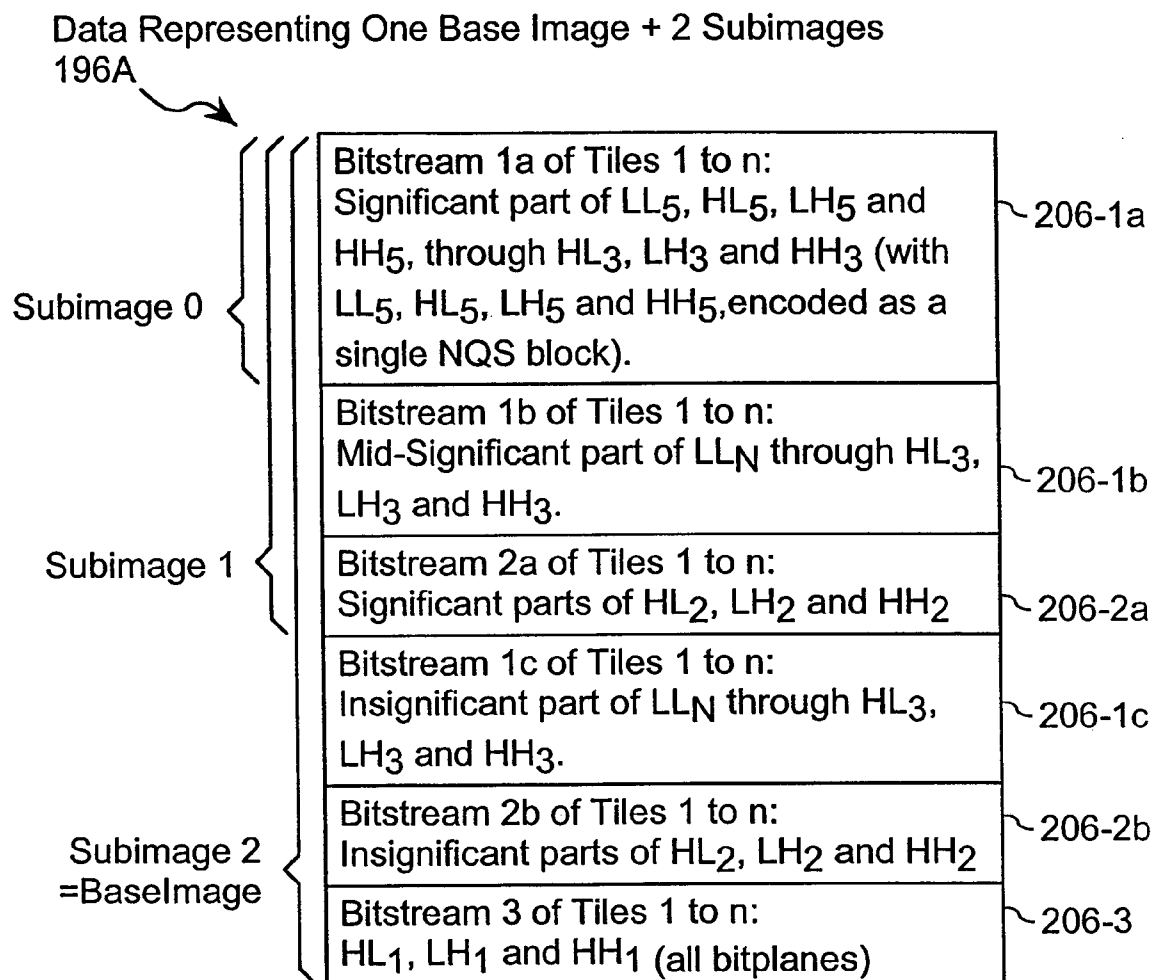 Data Representing One Base Image + 2 Subimages
196A
Bitstream 1a of Tiles 1 to n:
Significant part of LL5, HL5, LH5 and
HH5, through HL3, LH3 and HH3 (with
LL5, HL5, LH5 and HH5,encoded as a
single NQS block).
206-1a
Subimage 0
Bitstream 1b of Tiles 1 to n:
Mid-Significant part of LLN through HL3,
LH3 and HH3.
206-1b
Subimage 1
Bitstream 2a of Tiles 1 to n:
Significant parts of HL2, LH2 and HH2
206-2a
Bitstream 1c of Tiles 1 to n:
Insignificant part of LLN through HL3,
LH3 and HH3.
206-1c
Subimage 2
=BaseImage
Bitstream 2b of Tiles 1 to n:
Insignificant parts of HL2, LH2 and HH2
206-2b
Bitstream 3 of Tiles 1 to n:
HL1, LH1 and HH1 (all bitplanes)
206-3